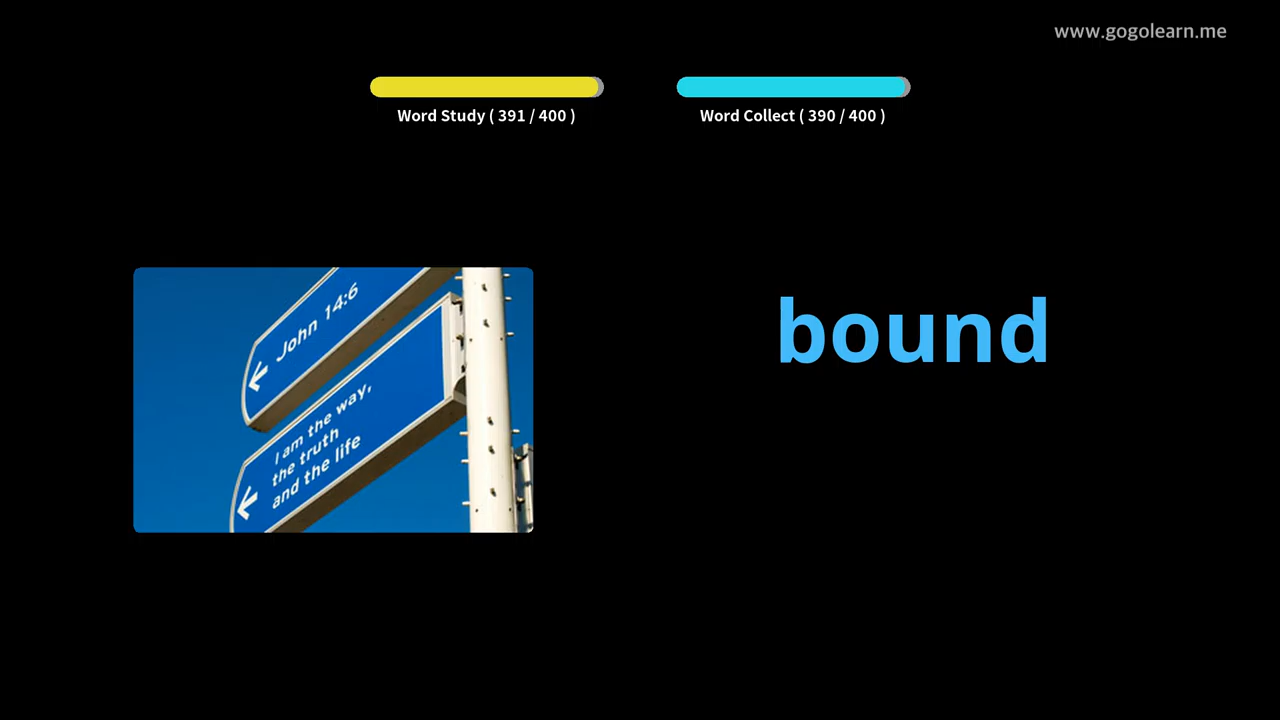 www.gogolearn.me
Word Study ( 391 / 400 )
Word Collect ( 390 / 400 )
John 14:6
I am the way,
the truth
and the life
bound